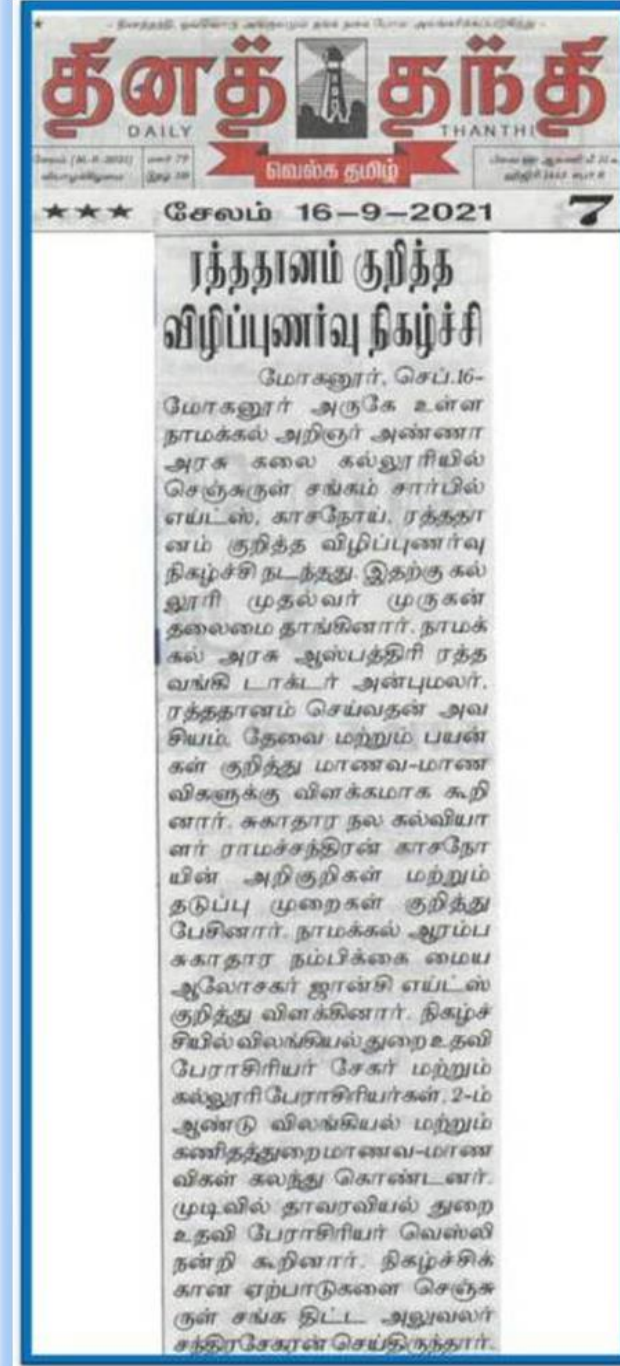 தினத் தந்தி
DAILY THANTHI
வெல்க தமிழ்
★★★ சேலம் 16-9-2021 7
ரத்ததானம் குறித்த
விழிப்புணர்வு நிகழ்ச்சி
மோகனூர், செப்.16-
மோகனூர் அருகே உள்ள
நாமக்கல் அறிஞர் அண்ணா
அரசு கலை கல்லூரியில்
செஞ்சுருள் சங்கம் சார்பில்
எய்ட்ஸ், காசநோய், ரத்ததா
னம் குறித்த விழிப்புணர்வு
நிகழ்ச்சி நடந்தது. இதற்கு கல்
லூரி முதல்வர் முருகன்
தலைமை தாங்கினார். நாமக்
கல் அரசு ஆஸ்பத்திரி ரத்த
வங்கி டாக்டர் அன்புமலர்,
ரத்ததானம் செய்வதன் அவ
சியம், தேவை மற்றும் பயன்
கள் குறித்து மாணவ-மாண
விகளுக்கு விளக்கமாக கூறி
னார். சுகாதார நல கல்வியா
ளர் ராமச்சந்திரன் காசநோ
யின் அறிகுறிகள் மற்றும்
தடுப்பு முறைகள் குறித்து
பேசினார். நாமக்கல் ஆரம்ப
சுகாதார நம்பிக்கை மைய
ஆலோசகர் ஜான்சி எய்ட்ஸ்
குறித்து விளக்கினார். நிகழ்ச்
சியில் விலங்கியல் துறை உதவி
பேராசிரியர் சேகர் மற்றும்
கல்லூரி பேராசிரியர்கள், 2-ம்
ஆண்டு விலங்கியல் மற்றும்
கணிதத்துறை மாணவ-மாண
விகள் கலந்து கொண்டனர்.
முடிவில் தாவரவியல் துறை
உதவி பேராசிரியர் வெஸ்லி
நன்றி கூறினார். நிகழ்ச்சிக்
கான ஏற்பாடுகளை செஞ்சு
ருள் சங்க திட்ட அலுவலர்
சந்திரசேகரன் செய்திருந்தார்.